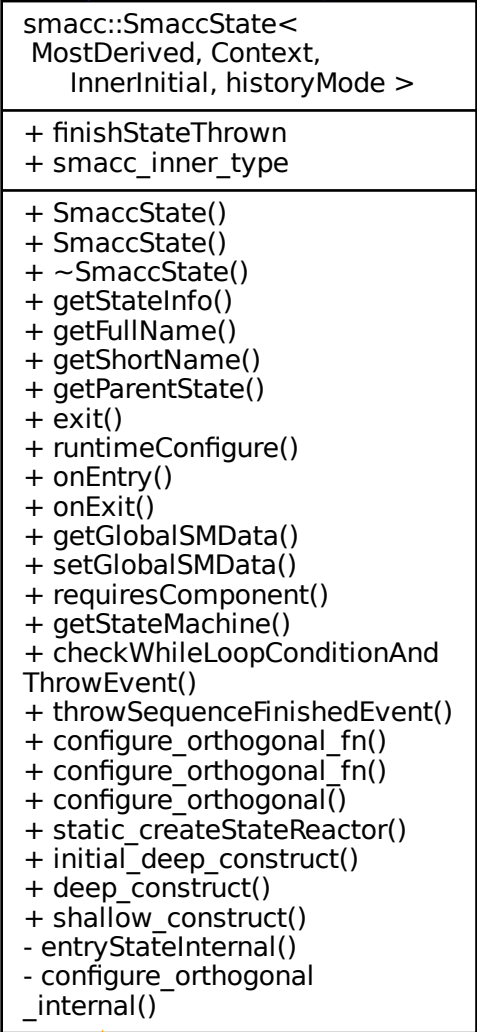 smacc::SmaccState<
MostDerived, Context,
InnerInitial, historyMode >
+ finishStateThrown
+ smacc_inner_type
+ SmaccState()
+ SmaccState()
+ ~SmaccState()
+ getStateInfo()
+ getFullName()
+ getShortName()
+ getParentState()
+ exit()
+ runtimeConfigure()
+ onEntry()
+ onExit()
+ getGlobalSMData()
+ setGlobalSMData()
+ requiresComponent()
+ getStateMachine()
+ checkWhileLoopConditionAnd
ThrowEvent()
+ throwSequenceFinishedEvent()
+ configure_orthogonal_fn()
+ configure_orthogonal_fn()
+ configure_orthogonal()
+ static_createStateReactor()
+ initial_deep_construct()
+ deep_construct()
+ shallow_construct()
- entryStateInternal()
- configure_orthogonal
_internal()